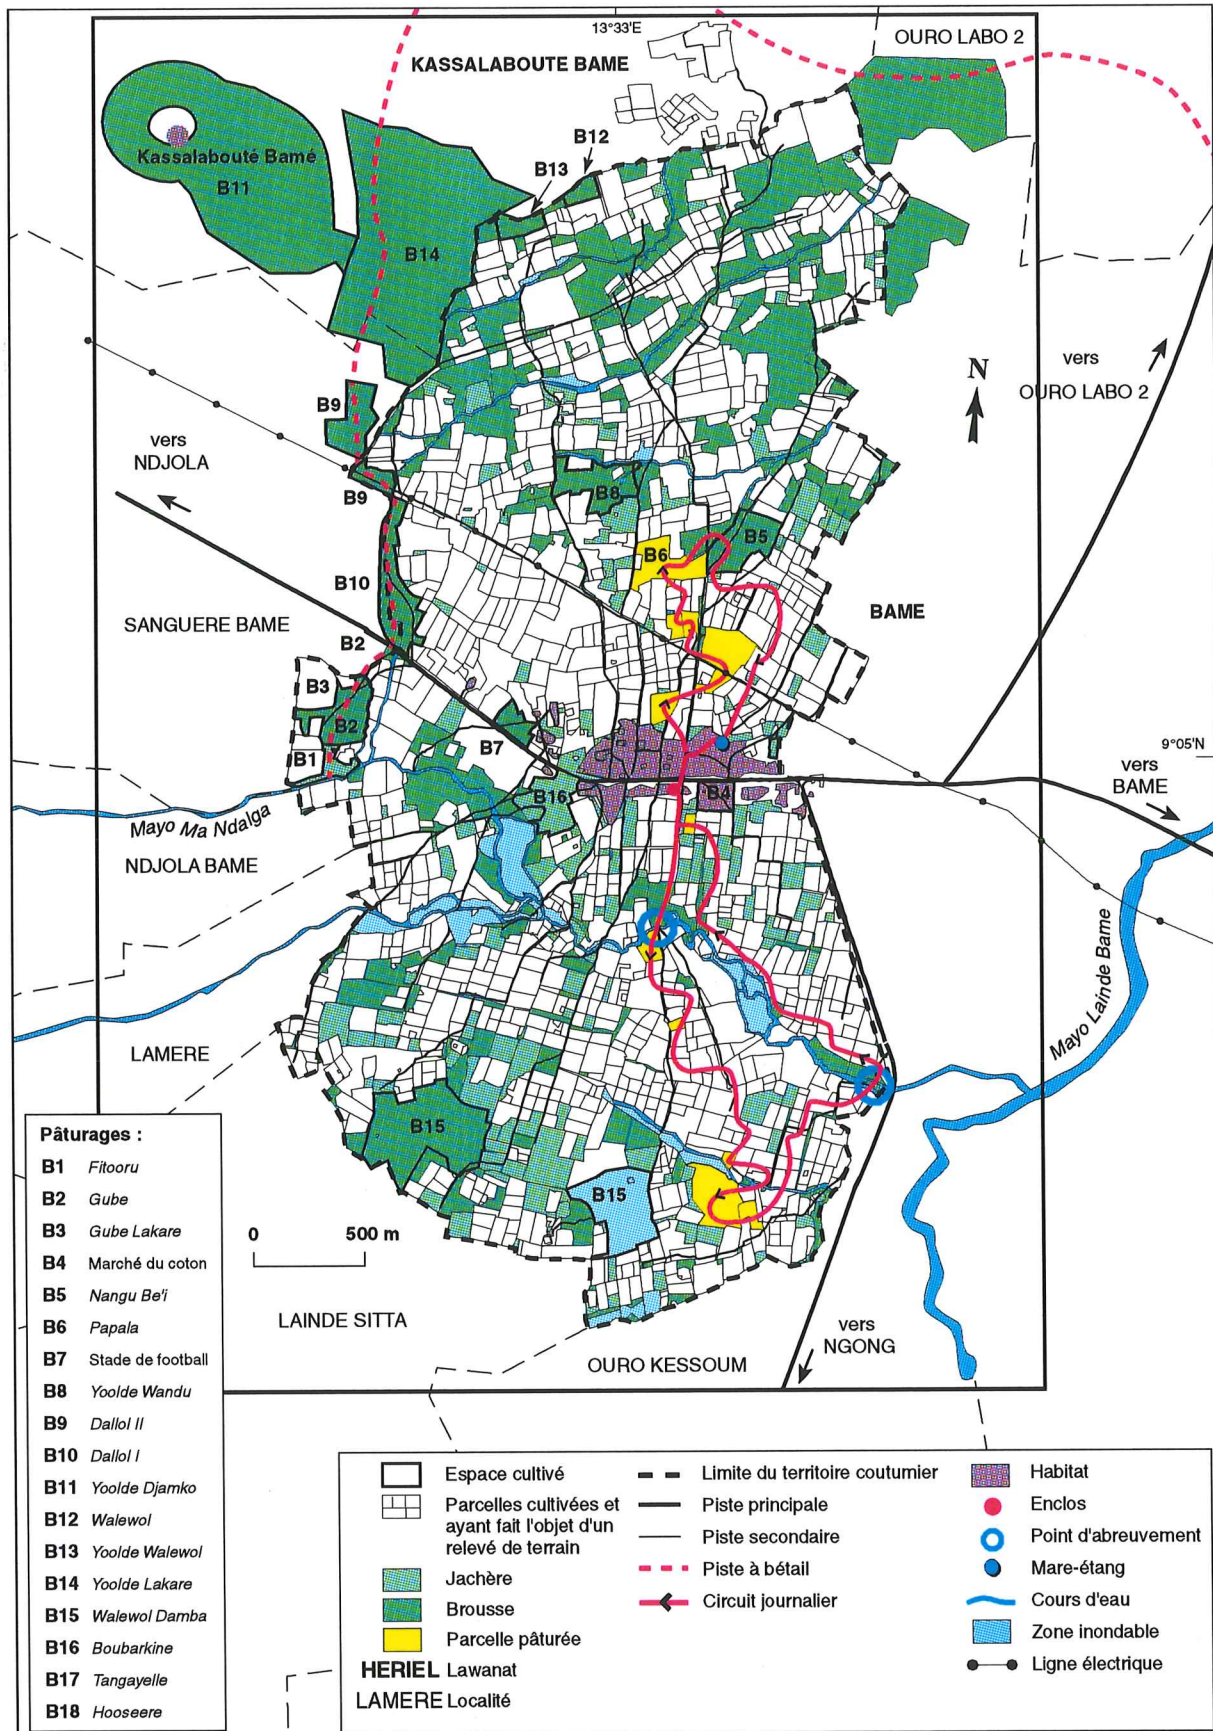 13°33'E
OURO LABO 2
KASSALABOUTE BAME
B12
Kassalabouté Bamé
B13
B11
B14
N
vers
OURO LABO 2
B9
vers
NDJOLA
B9
B8
B5
B6
B10
SANGUERE BAME
BAME
B2
B3
B2
B7
B1
9°05'N
vers
BAME
B16
B4
Mayo Ma Ndalga
NDJOLA BAME
Mayo Lainde Bame
LAMERE
B15
B15
0 500 m
LAINDE SITTA
vers
NGONG
OURO KESSOUM
Pâturages :
B1 Fitooru
B2 Gube
B3 Gube Lakare
B4 Marché du coton
B5 Nangu Be'i
B6 Papala
B7 Stade de football
B8 Yoolde Wandu
B9 Dallol II
B10 Dallol I
B11 Yoolde Djamko
B12 Walewol
B13 Yoolde Walewol
B14 Yoolde Lakare
B15 Walewol Damba
B16 Boubarkine
B17 Tangayelle
B18 Hooseere
Espace cultivé
Parcelles cultivées et
ayant fait l'objet d'un
relevé de terrain
Jachère
Brousse
Parcelle pâturée
HERIEL Lawanat
LAMERE Localité
Limite du territoire coutumier
Piste principale
Piste secondaire
Piste à bétail
Circuit journalier
Habitat
Enclos
Point d'abreuvement
Mare-étang
Cours d'eau
Zone inondable
Ligne électrique